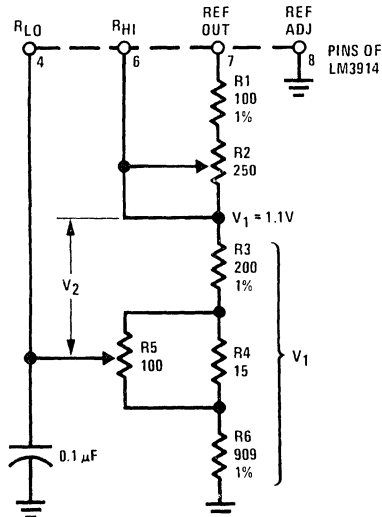 RLO
RHI
REF
OUT
REF
ADJ
4
6
7
8
PINS OF
LM3914
R1
100
1%
R2
250
V1 = 1.1V
R3
200
1%
V2
R5
100
R4
15
V1
0.1 μF
R6
909
1%